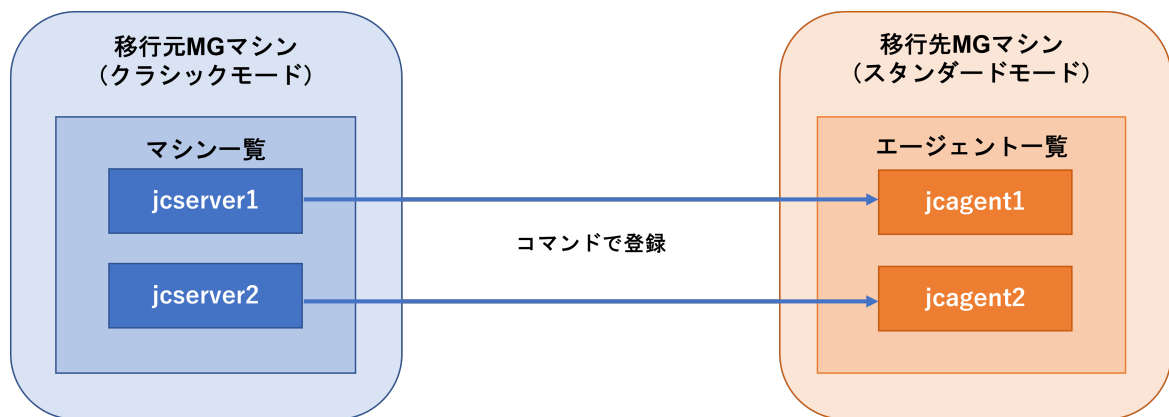 移行元MGマシン
（クラシックモード）
マシン一覧
jcserver1
jcserver2
コマンドで登録
移行先MGマシン
（スタンダードモード）
エージェント一覧
jcagent1
jcagent2